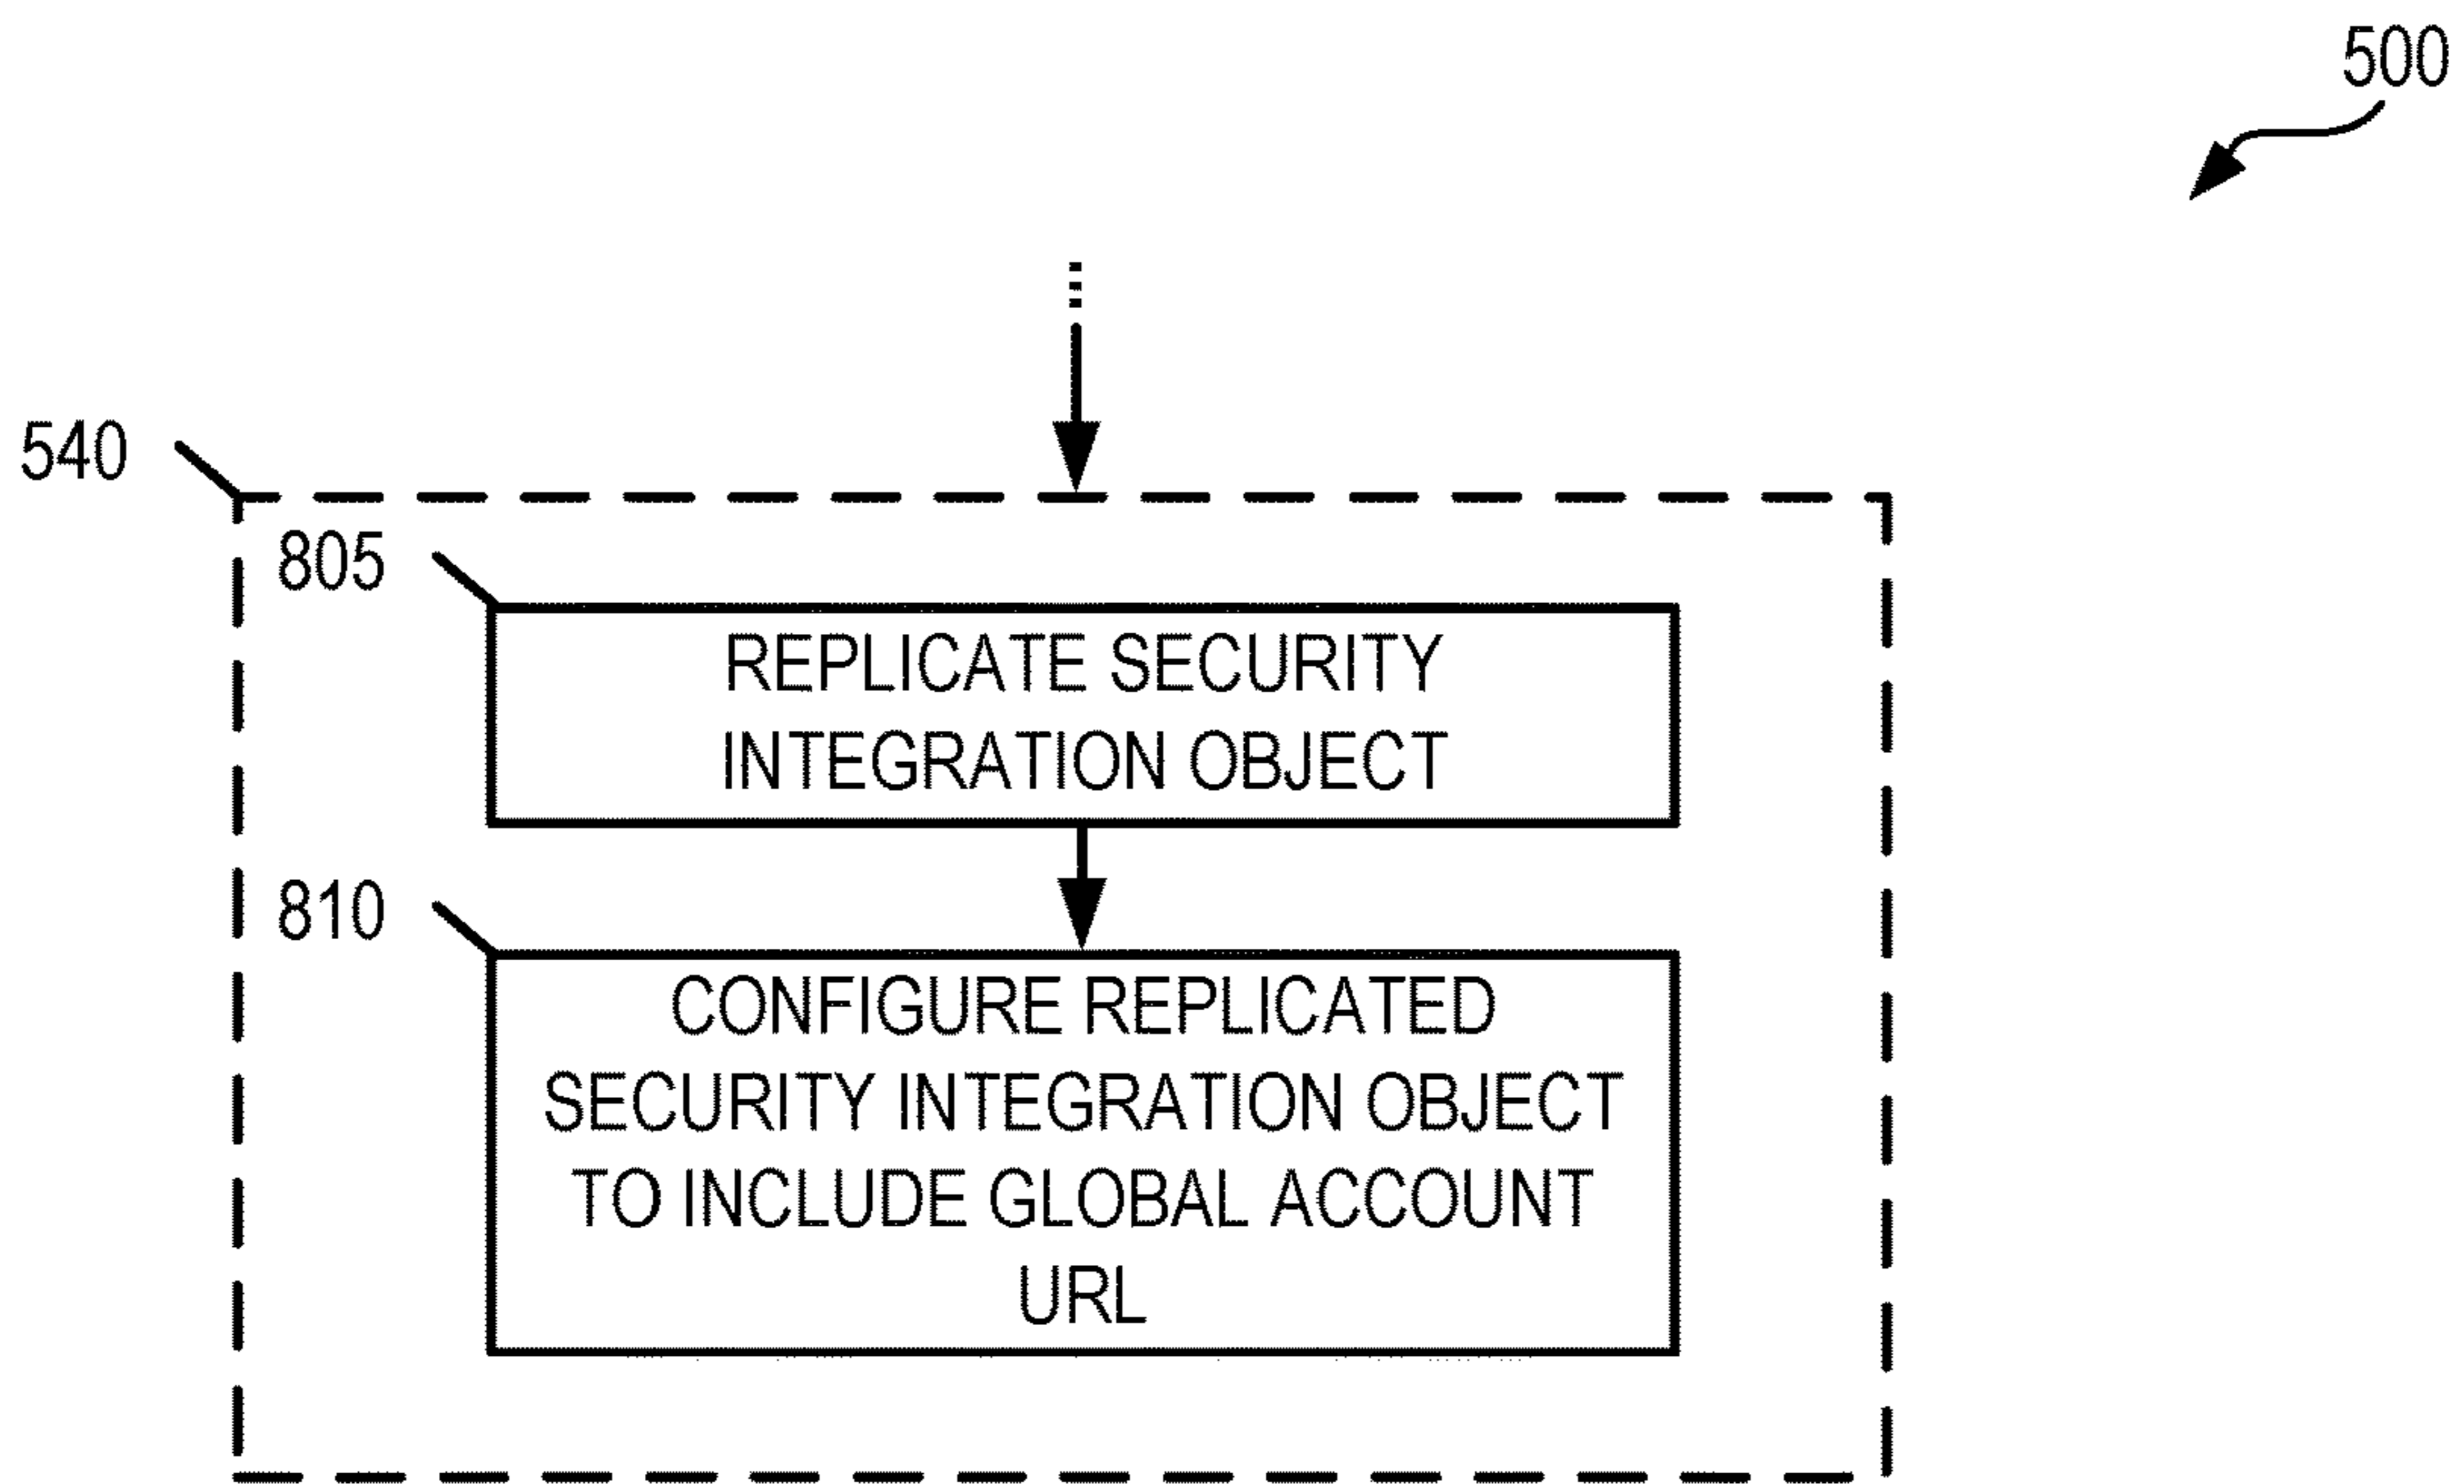 500
540
805
REPLICATE SECURITY
INTEGRATION OBJECT
810
CONFIGURE REPLICATED
SECURITY INTEGRATION OBJECT
TO INCLUDE GLOBAL ACCOUNT
URL